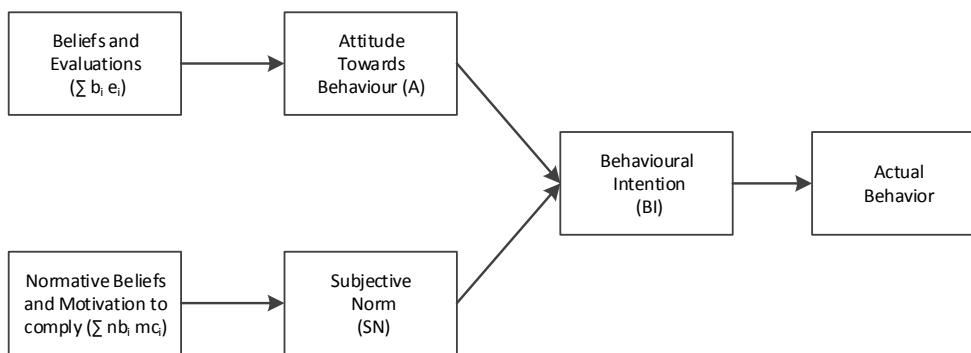 Beliefs and
Evaluations
(∑ bᵢ eᵢ)
Attitude
Towards
Behaviour (A)
Behavioural
Intention
(BI)
Actual
Behavior
Normative Beliefs
and Motivation to
comply (∑ nbᵢ mcᵢ)
Subjective
Norm
(SN)